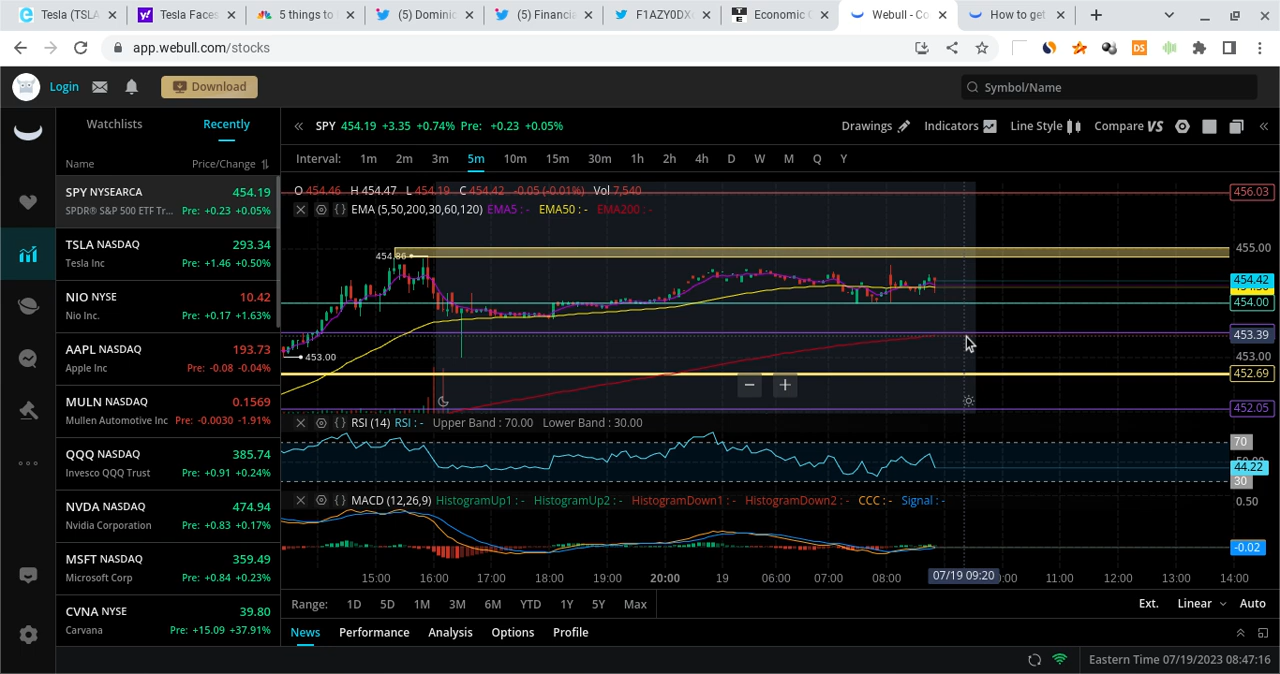 Tesla (TSL
Tesla Faces
5 things to
(5) Dominic
(5) Financia
F1AZY0DX
Economic
Webull - Co
How to get
app.webull.com/stocks
DS
Login
Download
Symbol/Name
Watchlists
Recently
SPY 454.19 +3.35 +0.74% Pre: +0.23 +0.05%
Drawings
Indicators
Line Style
Compare VS
Name
Price/Change
Interval: 1m 2m 3m 5m 10m 15m 30m 1h 2h 4h D W M Q Y
SPY NYSEARCA 454.19
SPDR® S&P 500 ETF Tr... Pre: +0.23 +0.05%
TSLA NASDAQ 293.34
Tesla Inc Pre: +1.46 +0.50%
NIO NYSE 10.42
Nio Inc. Pre: +0.17 +1.63%
AAPL NASDAQ 193.73
Apple Inc Pre: -0.08 -0.04%
MULN NASDAQ 0.1569
Mullen Automotive Inc Pre: -0.0030 -1.91%
QQQ NASDAQ 385.74
Invesco QQQ Trust Pre: +0.91 +0.24%
NVDA NASDAQ 474.94
Nvidia Corporation Pre: +0.83 +0.17%
MSFT NASDAQ 359.49
Microsoft Corp Pre: +0.84 +0.23%
CVNA NYSE 39.80
Carvana Pre: +15.09 +37.91%
O 454.46 H 454.47 L 454.19 C 454.42 -0.05 (-0.01%) Vol 7,540
EMA (5,50,200,30,60,120) EMA5 : - EMA50 : - EMA200 : -
454.86
453.00
456.03
455.00
454.42
454.00
453.39
453.00
452.69
452.05
RSI (14) RSI : - Upper Band : 70.00 Lower Band : 30.00
70
50.00
44.22
30
MACD (12,26,9) HistogramUp1 : - HistogramUp2 : - HistogramDown1 : - HistogramDown2 : - CCC : - Signal : -
0.50
-0.02
15:00 16:00 17:00 18:00 19:00 20:00 19 06:00 07:00 08:00 07/19 09:20 :00 11:00 12:00 13:00 14:00
Range: 1D 5D 1M 3M 6M YTD 1Y 5Y Max
Ext. Linear Auto
News Performance Analysis Options Profile
Eastern Time 07/19/2023 08:47:16